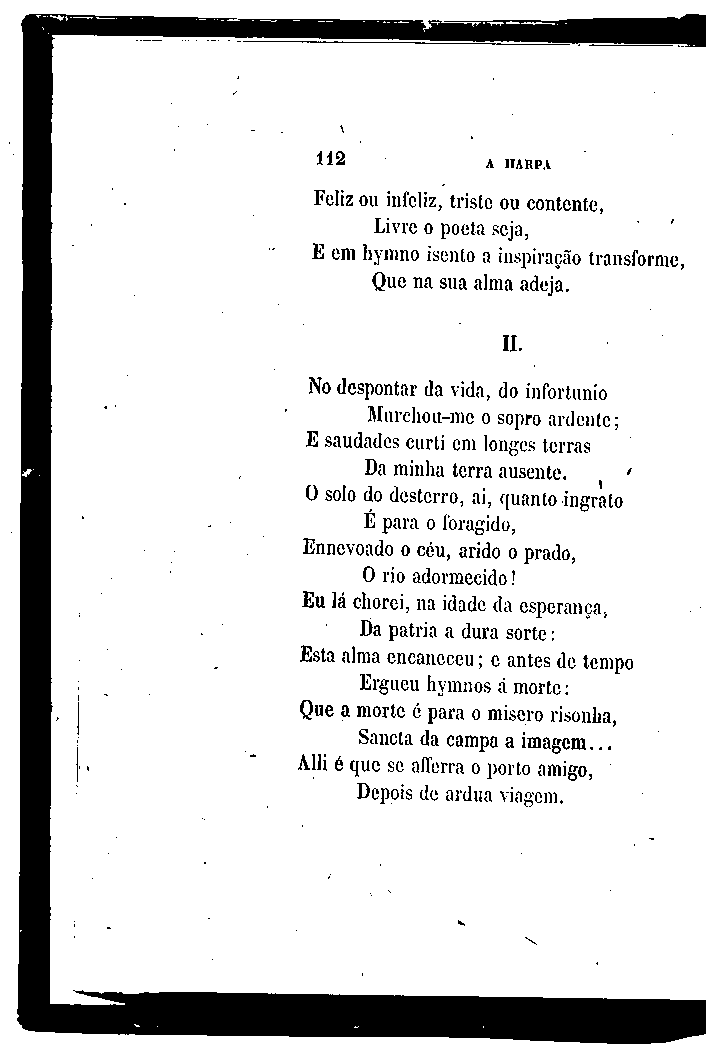 112 A HARPA
Feliz ou infeliz, triste ou contente,
Livre o poeta seja,
E em hymno isento a inspiração transforme,
Que na sua alma adeja.
II.
No despontar da vida, do infortunio
Murchou-me o sopro ardente;
E saudades curti em longes terras
Da minha terra ausente.
O solo do desterro, ai, quanto ingrato
É para o foragido,
Ennevoado o céu, arido o prado,
O rio adormecido!
Eu lá chorei, na idade da esperança,
Da patria a dura sorte:
Esta alma encaneceu; e antes de tempo
Ergueu hymnos á morte:
Que a morte é para o misero risonha,
Sancta da campa a imagem...
Alli é que se afferra o porto amigo,
Depois de ardua viagem.